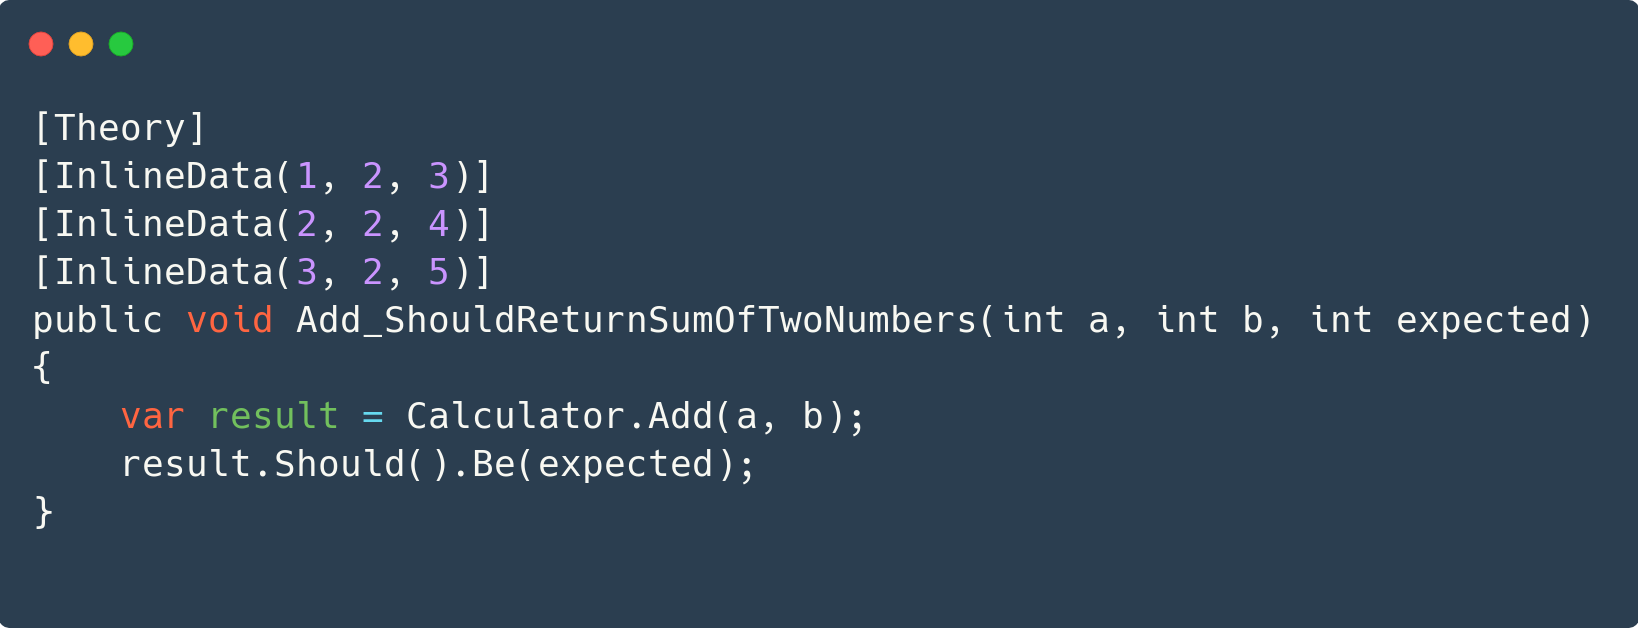 [Theory]
[InlineData(1, 2, 3)]
[InlineData(2, 2, 4)]
[InlineData(3, 2, 5)]
public void Add_ShouldReturnSumOfTwoNumbers(int a, int b, int expected)
{
    var result = Calculator.Add(a, b);
    result.Should().Be(expected);
}